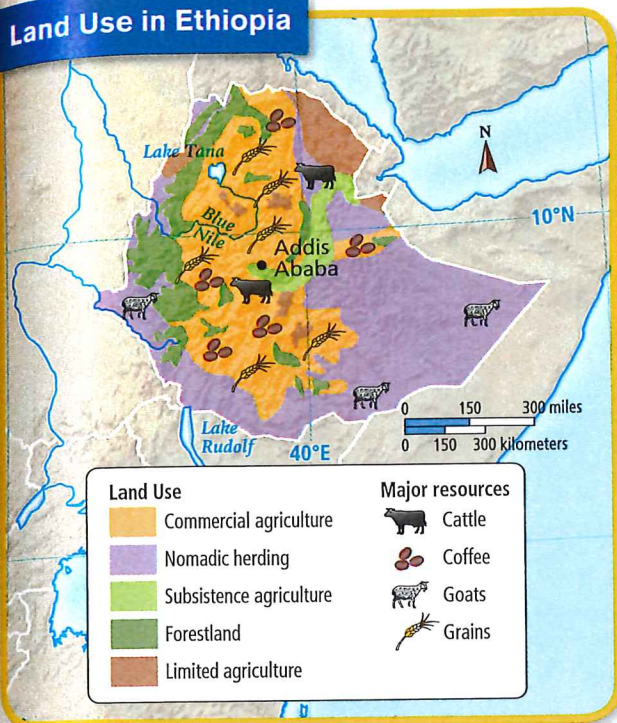 Land Use in Ethiopia
N
Lake Tana
Blue
Nile
10°N
Addis
Ababa
0 150 300 miles
0 150 300 kilometers
Lake
Rudolf
40°E
Land Use
Commercial agriculture
Nomadic herding
Subsistence agriculture
Forestland
Limited agriculture
Major resources
Cattle
Coffee
Goats
Grains